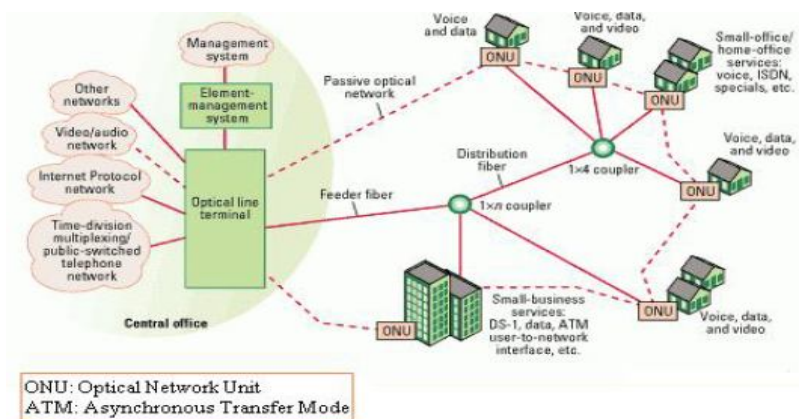 Management
system
Other
networks
Element-
management
system
Video/audio
network
Internet Protocol
network
Optical line
terminal
Time-division
multiplexing/
public-switched
telephone
network
Central office
Passive optical
network
Feeder fiber
Distribution
fiber
1×n coupler
1×4 coupler
Voice
and data
ONU
Voice, data,
and video
ONU
Small-office/
home-office
services:
voice, ISDN,
specials, etc.
ONU
Voice, data,
and video
ONU
ONU
Voice, data,
and video
ONU
Small-business
services:
DS-1, data, ATM
user-to-network
interface, etc.
ONU: Optical Network Unit
ATM: Asynchronous Transfer Mode